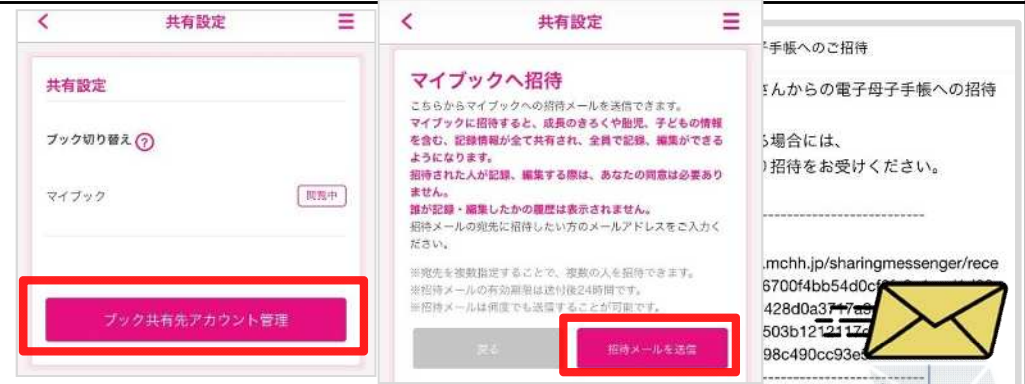 共有設定
共有設定
ブック切り替え ?
マイブック
閲覧中
ブック共有先アカウント管理
共有設定
マイブックへ招待
こちらからマイブックへの招待メールを送信できます。
マイブックに招待すると、成長のきろくや胎児、子どもの情報
を含む、記録情報が全て共有され、全員で記録、編集ができる
ようになります。
招待された人が記録、編集する際は、あなたの同意は必要あり
ません。
誰が記録・編集したかの履歴は表示されません。
招待メールの宛先に招待したい方のメールアドレスをご入力く
ださい。
※宛先を複数指定することで、複数の人を招待できます。
※招待メールの有効期限は送付後24時間です。
※招待メールは何度でも送信することが可能です。
戻る
招待メールを送信
子手帳へのご招待
さんからの電子母子手帳への招待
る場合には、
り招待をお受けください。
------------------------
.mchh.jp/sharingmessenger/rece
6700f4bb54d0c
428d0a3717a
503b1212117
98c490cc93e
------------------------